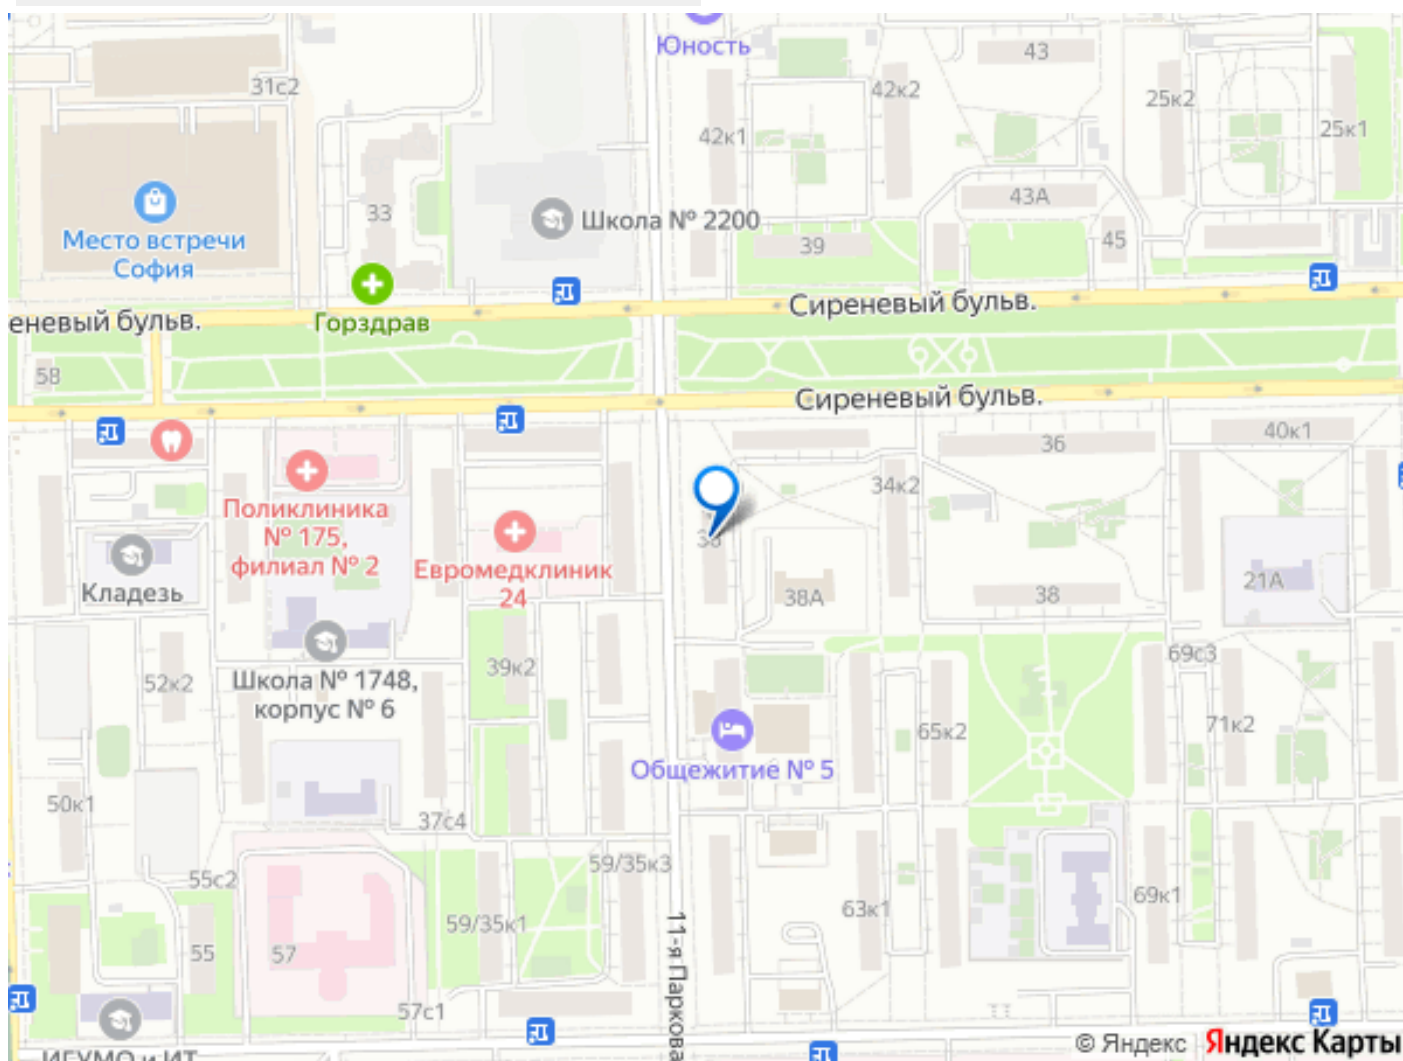 Юность
43
31с2
42к2
25к2
42к1
25к1
43А
33
Школа № 2200
39
45
Место встречи
София
Сиреневый бульв.
еневый бульв.
Горздрав
58
Сиреневый бульв.
36
40к1
34к2
Поликлиника
№ 175,
филиал № 2
Евромедклиник
24
Кладезь
38А
38
21А
39к2
69с3
52к2
Школа № 1748,
корпус № 6
65к2
71к2
Общежитие № 5
50к1
37с4
59/35к3
55с2
69к1
63к1
59/35к1
55
57
11-я Паркова
57с1
© Яндекс
Яндекс Карты
ИГУМО и ИТ